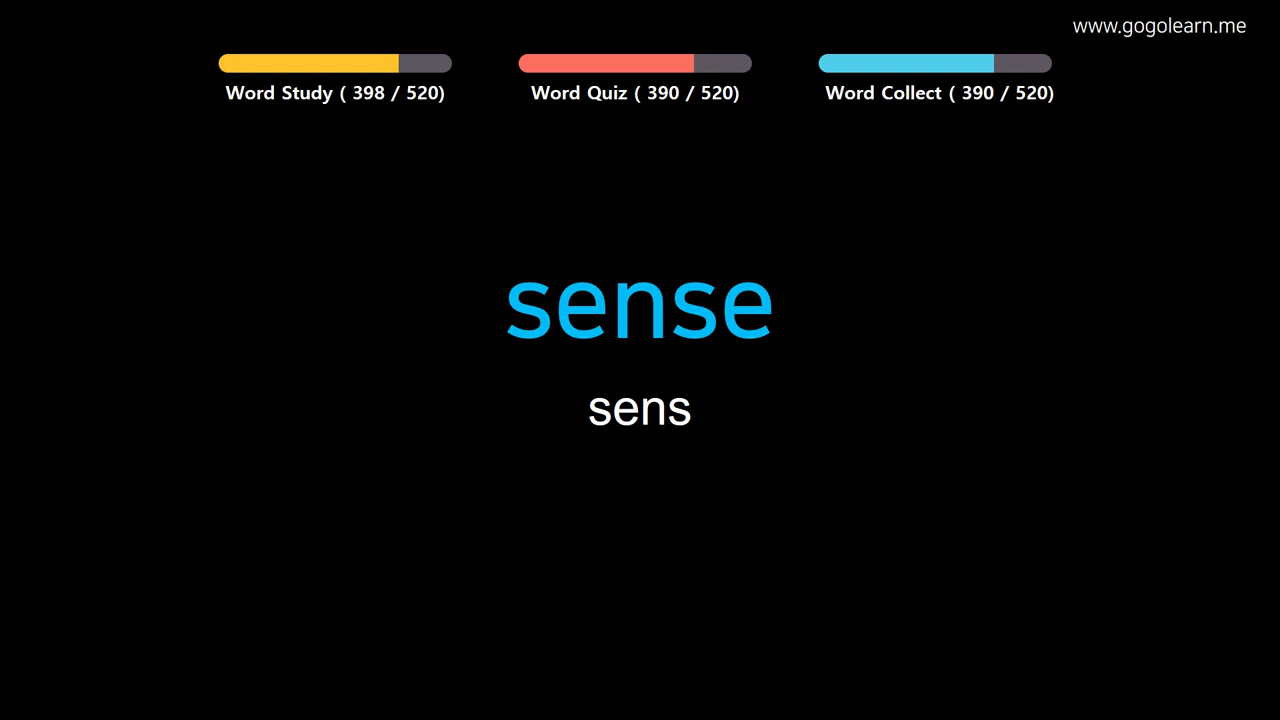 www.gogolearn.me
Word Study ( 398 / 520)
Word Quiz ( 390 / 520)
Word Collect ( 390 / 520)
sense
sens